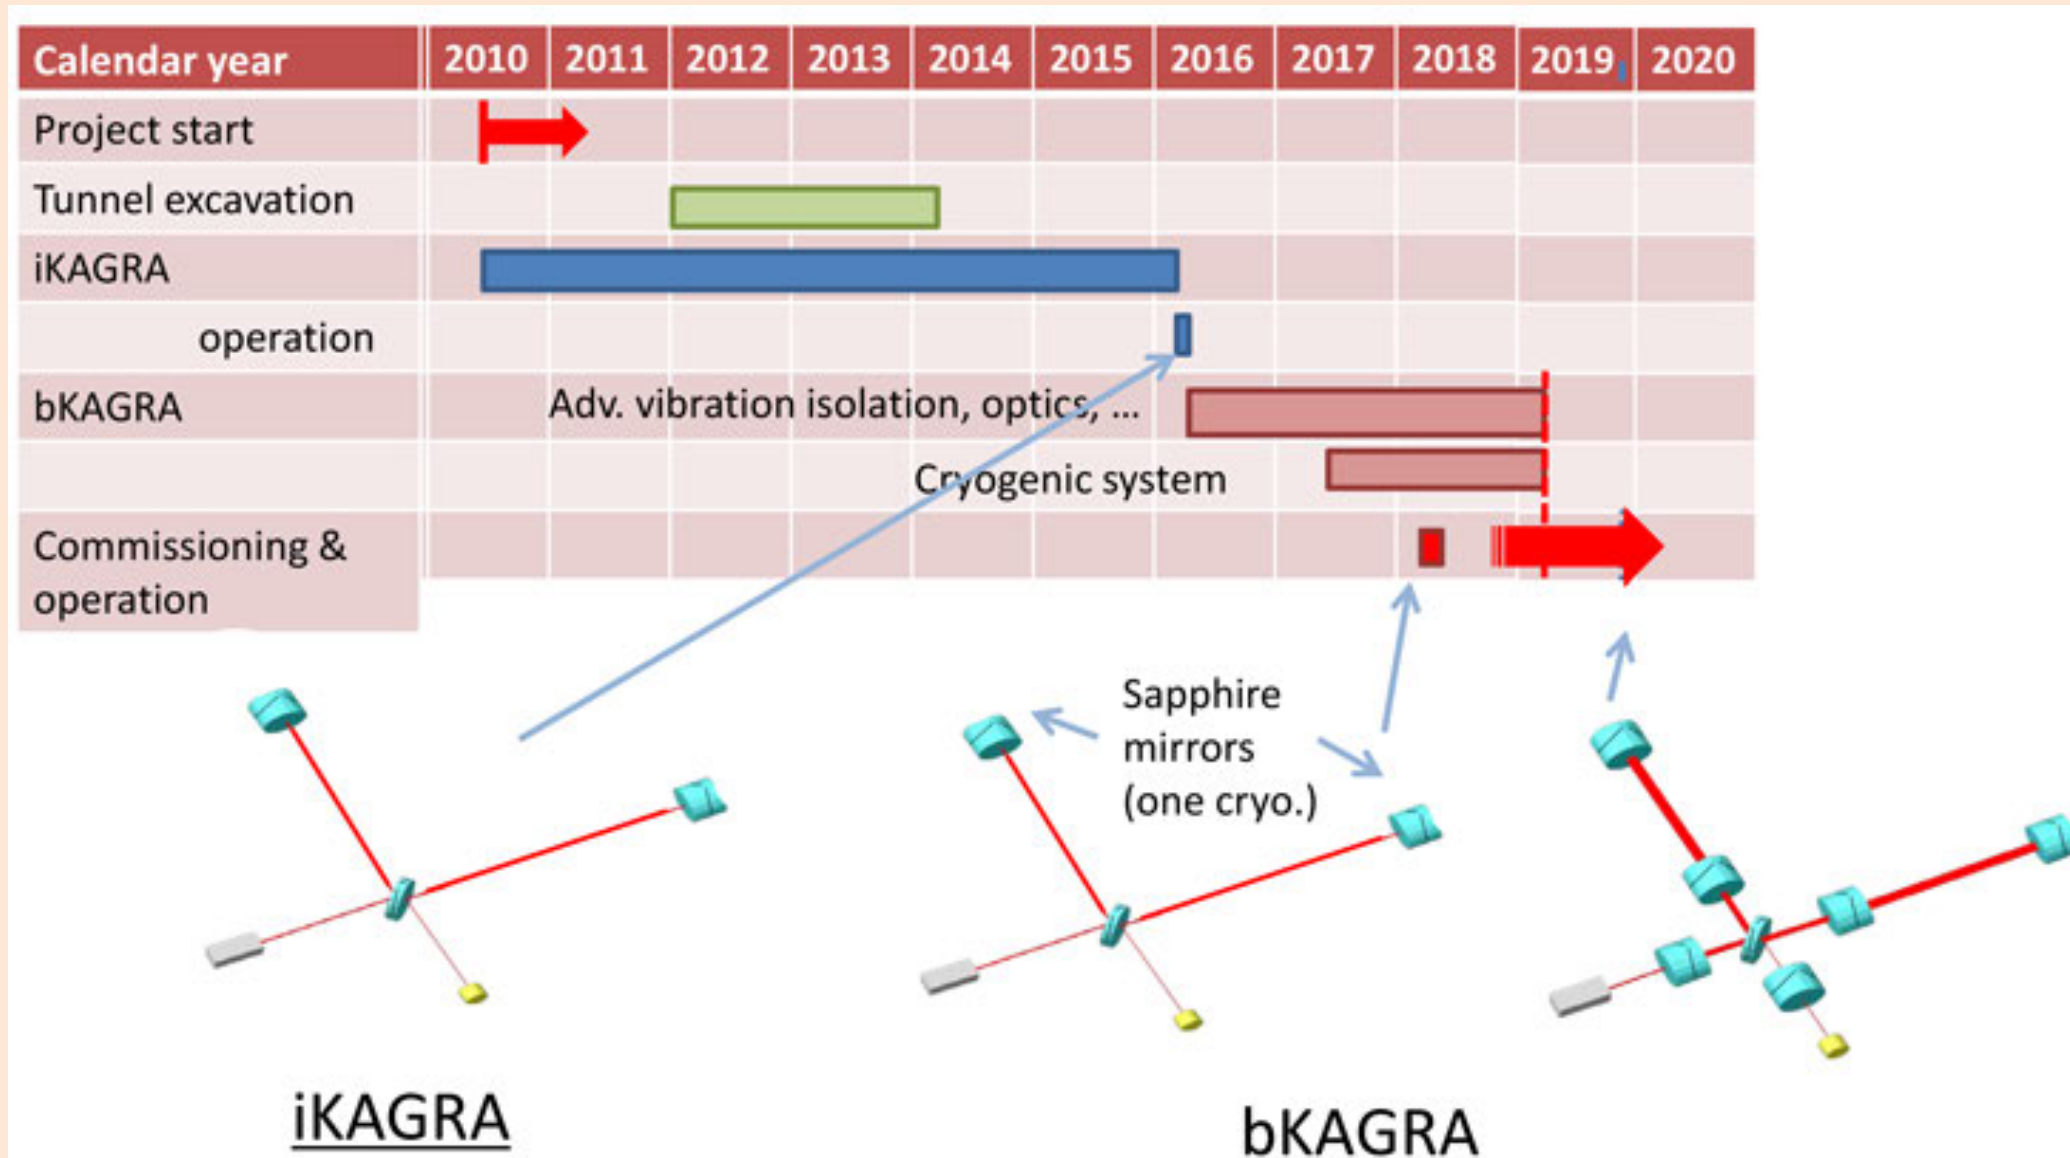 Calendar year 2010 2011 2012 2013 2014 2015 2016 2017 2018 2019 2020
Project start
Tunnel excavation
iKAGRA
operation
bKAGRA Adv. vibration isolation, optics, ...
Cryogenic system
Commissioning &
operation
Sapphire
mirrors
(one cryo.)
iKAGRA
bKAGRA